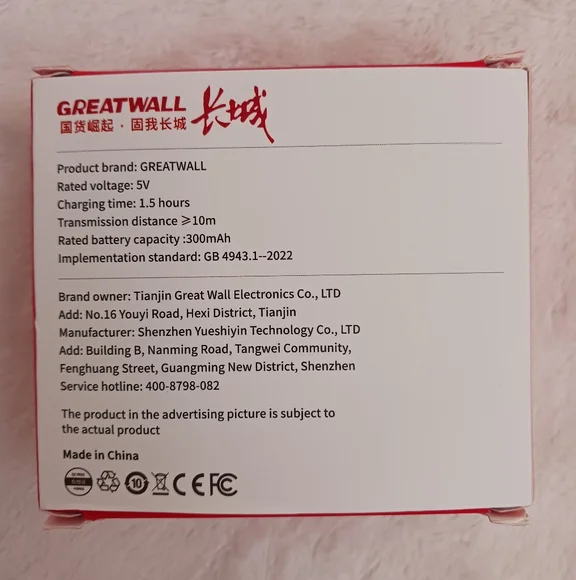 GREATWALL 长城
国货崛起·固我长城
Product brand: GREATWALL
Rated voltage: 5V
Charging time: 1.5 hours
Transmission distance ≥10m
Rated battery capacity :300mAh
Implementation standard: GB 4943.1--2022
Brand owner: Tianjin Great Wall Electronics Co., LTD
Add: No.16 Youyi Road, Hexi District, Tianjin
Manufacturer: Shenzhen Yueshiyin Technology Co., LTD
Add: Building B, Nanming Road, Tangwei Community,
Fenghuang Street, Guangming New District, Shenzhen
Service hotline: 400-8798-082
The product in the advertising picture is subject to
the actual product
Made in China
10 CE FC